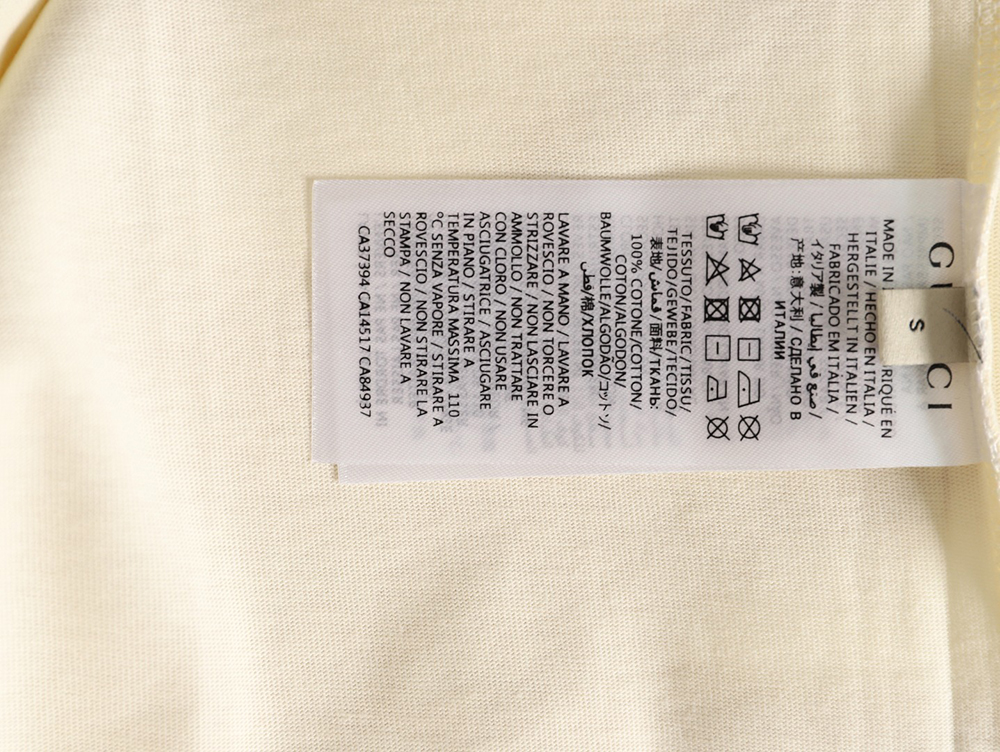 GUCCI
S
MADE IN
RIQUÉ EN
ITALIE / HECHO EN ITALIA /
HERGESTELLT IN ITALIEN /
FABRICADO EM ITÁLIA /
イタリア製 / صنع في إيطاليا /
产地:意大利 / СДЕЛАНО В
ИТАЛИИ
TESSUTO/FABRIC/TISSU/
TEJIDO/GEWEBE/TECIDO/
表地/قماش/面料/ТКАНЬ:
100% COTONE/COTTON/
COTON/ALGODON/
BAUMWOLLE/ALGODÃO/コットン/
قطن/棉/ХЛОПОК
LAVARE A MANO / LAVARE A
ROVESCIO / NON TORCERE O
STRIZZARE / NON LASCIARE IN
AMMOLLO / NON TRATTARE
CON CLORO / NON USARE
ASCIUGATRICE / ASCIUGARE
IN PIANO / STIRARE A
TEMPERATURA MASSIMA 110
°C SENZA VAPORE / STIRARE A
ROVESCIO / NON STIRARE LA
STAMPA / NON LAVARE A
SECCO
CA37394 CA14517 CA84937